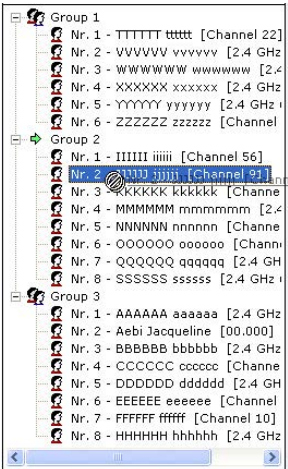 Group 1
Nr. 1 - TTTTTT tttttt [Channel 22]
Nr. 2 - VVVVVV vvvvvv [2.4 GHz
Nr. 3 - WWWWWW wwwwww [2.4
Nr. 4 - XXXXXX xxxxxx [2.4 GHz
Nr. 5 - YYYYYY yyyyyy [2.4 GHz
Nr. 6 - ZZZZZZ zzzzzz [Channel
Group 2
Nr. 1 - IIIIII iiiiii [Channel 56]
Nr. 2 JJJJJ jjjjjj [Channel 91]
Nr. 3 KKKKKK kkkkkk [Channe
Nr. 4 - MMMMMM mmmmmm [2.4
Nr. 5 - NNNNNN nnnnnn [Channe
Nr. 6 - OOOOOO oooooo [Chann
Nr. 7 - QQQQQQ qqqqqq [2.4 GH
Nr. 8 - SSSSSS ssssss [2.4 GHz
Group 3
Nr. 1 - AAAAAA aaaaaa [2.4 GHz
Nr. 2 - Aebi Jacqueline [00.000]
Nr. 3 - BBBBBB bbbbbb [2.4 GHz
Nr. 4 - CCCCCC cccccc [Channe
Nr. 5 - DDDDDD dddddd [2.4 GH
Nr. 6 - EEEEEE eeeeee [Channel
Nr. 7 - FFFFFF ffffff [Channel 10]
Nr. 8 - HHHHHH hhhhhh [2.4 GHz